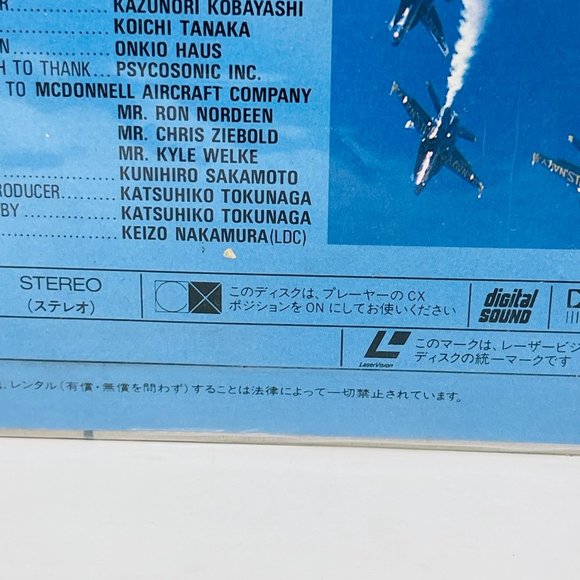 R............ KAZUNORI KOBAYASHI
............ KOICHI TANAKA
N............ ONKIO HAUS
H TO THANK... PSYCOSONIC INC.
TO MCDONNELL AIRCRAFT COMPANY
MR. RON NORDEEN
MR. CHRIS ZIEBOLD
MR. KYLE WELKE
............ KUNIHIRO SAKAMOTO
RODUCER........ KATSUHIKO TOKUNAGA
BY............ KATSUHIKO TOKUNAGA
............ KEIZO NAKAMURA(LDC)
STEREO
(ステレオ)
このディスクは、プレーヤーの CX
ポジションを ON にしてお使いください
digital
SOUND
LaserVision
このマークは、レーザービジ
ディスクの統一マークです
、レンタル(有償・無償を問わず)することは法律によって一切禁止されています。